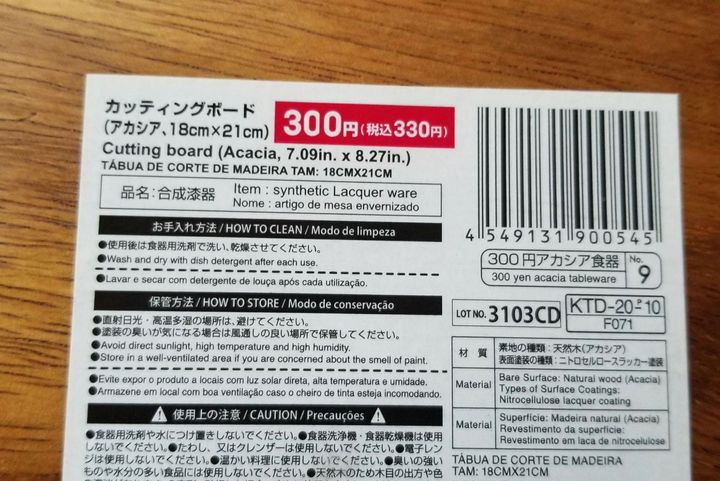 カッティングボード
(アカシア、18cm×21cm)
300円(税込330円)
Cutting board (Acacia, 7.09in. x 8.27in.)
TÁBUA DE CORTE DE MADEIRA TAM: 18CMX21CM
品名:合成漆器
Item : synthetic Lacquer ware
Nome : artigo de mesa envernizado
お手入れ方法 / HOW TO CLEAN / Modo de limpeza
●使用後は食器用洗剤で洗い、乾燥させてください。
●Wash and dry with dish detergent after each use.
●Lavar e secar com detergente de louça após cada utilização.
保管方法 / HOW TO STORE / Modo de conservação
●直射日光・高温多湿の場所は、避けてください。
●塗装の臭いが気になる場合は風通しの良い場所で保管してください。
●Avoid direct sunlight, high temperature and high humidity.
●Store in a well-ventilated area if you are concerned about the smell of paint.
●Evite expor o produto a locais com luz solar direta, alta temperatura e umidade.
●Armazene em local com boa ventilação caso o cheiro de tinta esteja incomodando.
使用上の注意 / CAUTION / Precauções
●食器用洗剤や水につけ置きしないでください。●食器洗浄機・食器乾燥機は使用
しないでください。●たわし、又はクレンザーは使用しないでください。●電子レン
ジは使用しないでください。●温かい料理に使用しないでください。●臭いの強い
ものや水分の多い食品には使用しないでください。●天然木のため木目の出方や色
4 549131 900545
300円アカシア食器
300 yen acacia tableware
No.
9
LOT NO. 3103CD
KTD-20-P-10
F071
材 質
素地の種類:天然木(アカシア)
表面塗装の種類:ニトロセルロースラッカー塗装
Material
Bare Surface: Natural wood (Acacia)
Types of Surface Coatings:
Nitrocellulose lacquer coating
Material
Superfície: Madeira natural (Acacia)
Revestimento da superfície:
Revestimento em laca de nitrocelulose
TÁBUA DE CORTE DE MADEIRA
TAM: 18CMX21CM